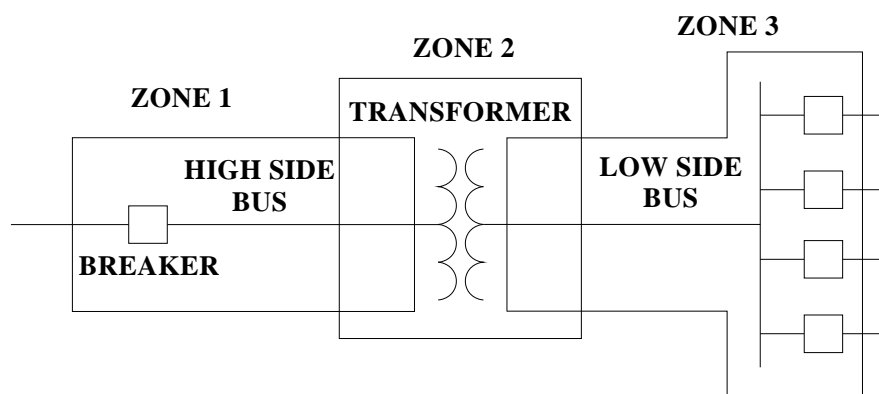 ZONE 3
ZONE 2
ZONE 1
TRANSFORMER
HIGH SIDE
BUS
LOW SIDE
BUS
BREAKER